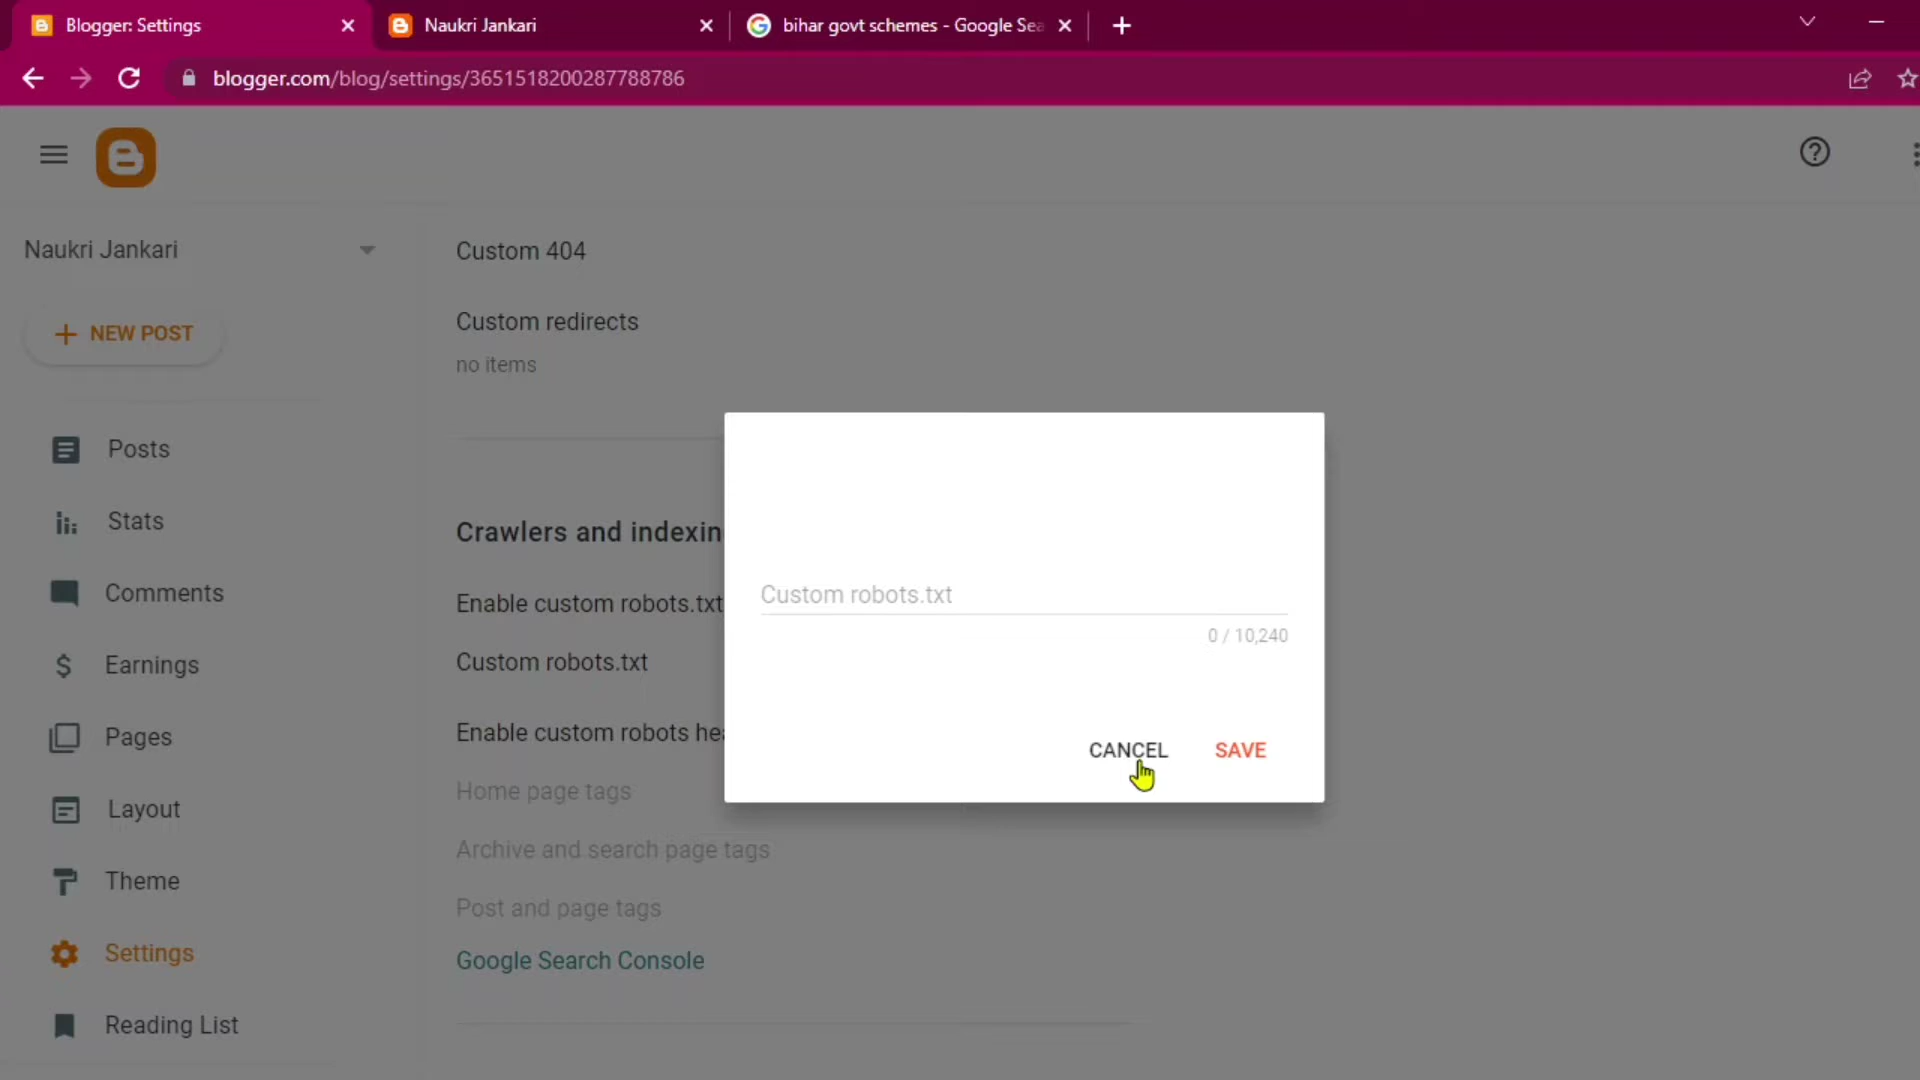 Blogger: Settings
Naukri Jankari
bihar govt schemes - Google Sea
blogger.com/blog/settings/3651518200287788786
Naukri Jankari
NEW POST
Posts
Stats
Comments
Earnings
Pages
Layout
Theme
Settings
Reading List
Custom 404
Custom redirects
no items
Crawlers and indexin
Enable custom robots.txt
Custom robots.txt
Enable custom robots hea
Home page tags
Archive and search page tags
Post and page tags
Google Search Console
Custom robots.txt
0 / 10,240
CANCEL SAVE